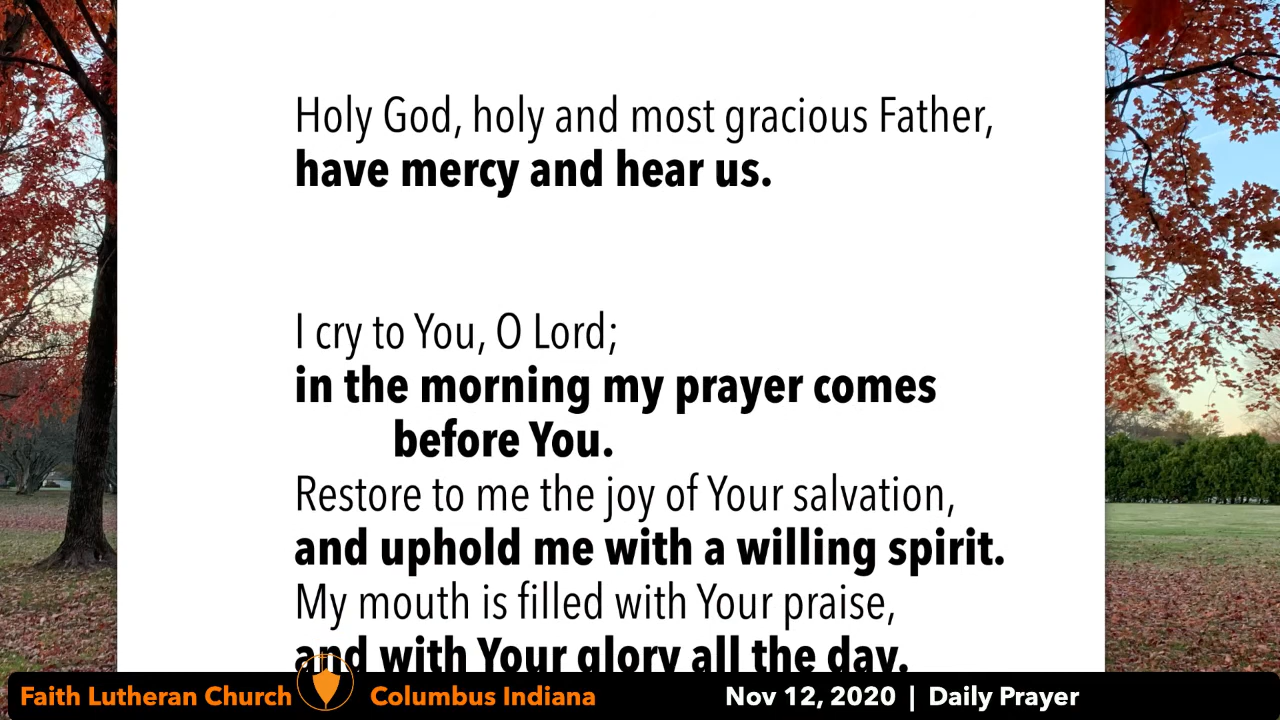 Holy God, holy and most gracious Father,
have mercy and hear us.
I cry to You, O Lord;
in the morning my prayer comes
before You.
Restore to me the joy of Your salvation,
and uphold me with a willing spirit.
My mouth is filled with Your praise,
and with Your glory all the day.
Faith Lutheran Church Columbus Indiana Nov 12, 2020 | Daily Prayer